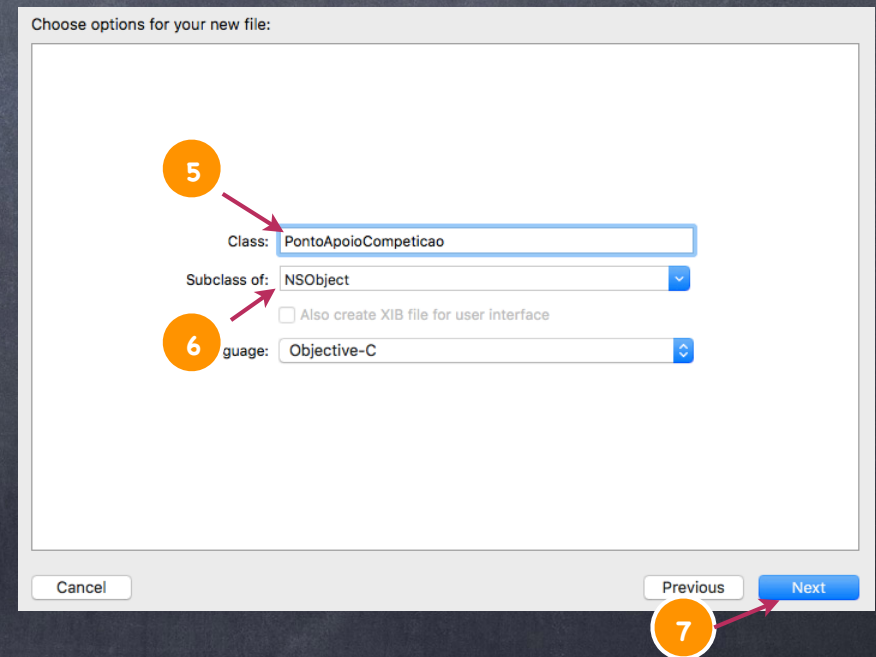 Choose options for your new file:
5
Class: PontoApoioCompeticao
Subclass of: NSObject
Also create XIB file for user interface
6
guage: Objective-C
Cancel
Previous
Next
7